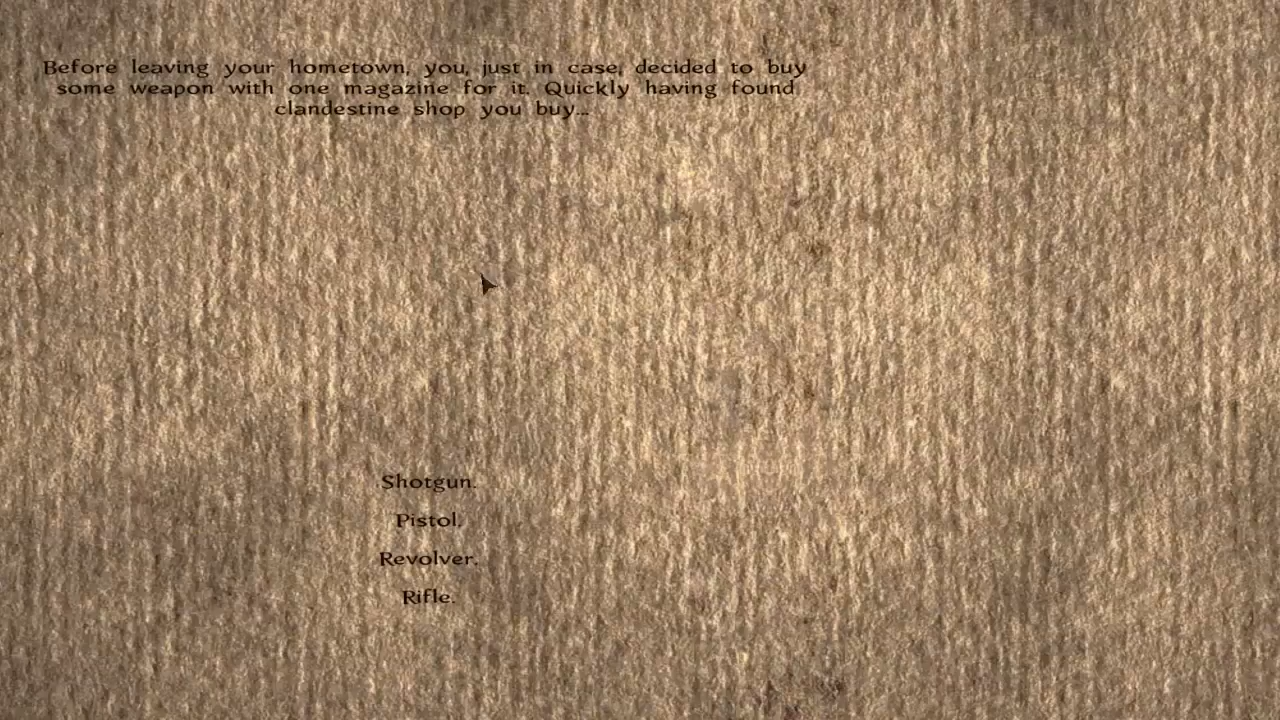 Before leaving your hometown, you, just in case, decided to buy
some weapon with one magazine for it. Quickly having found
clandestine shop you buy...
Shotgun.
Pistol.
Revolver.
Rifle.